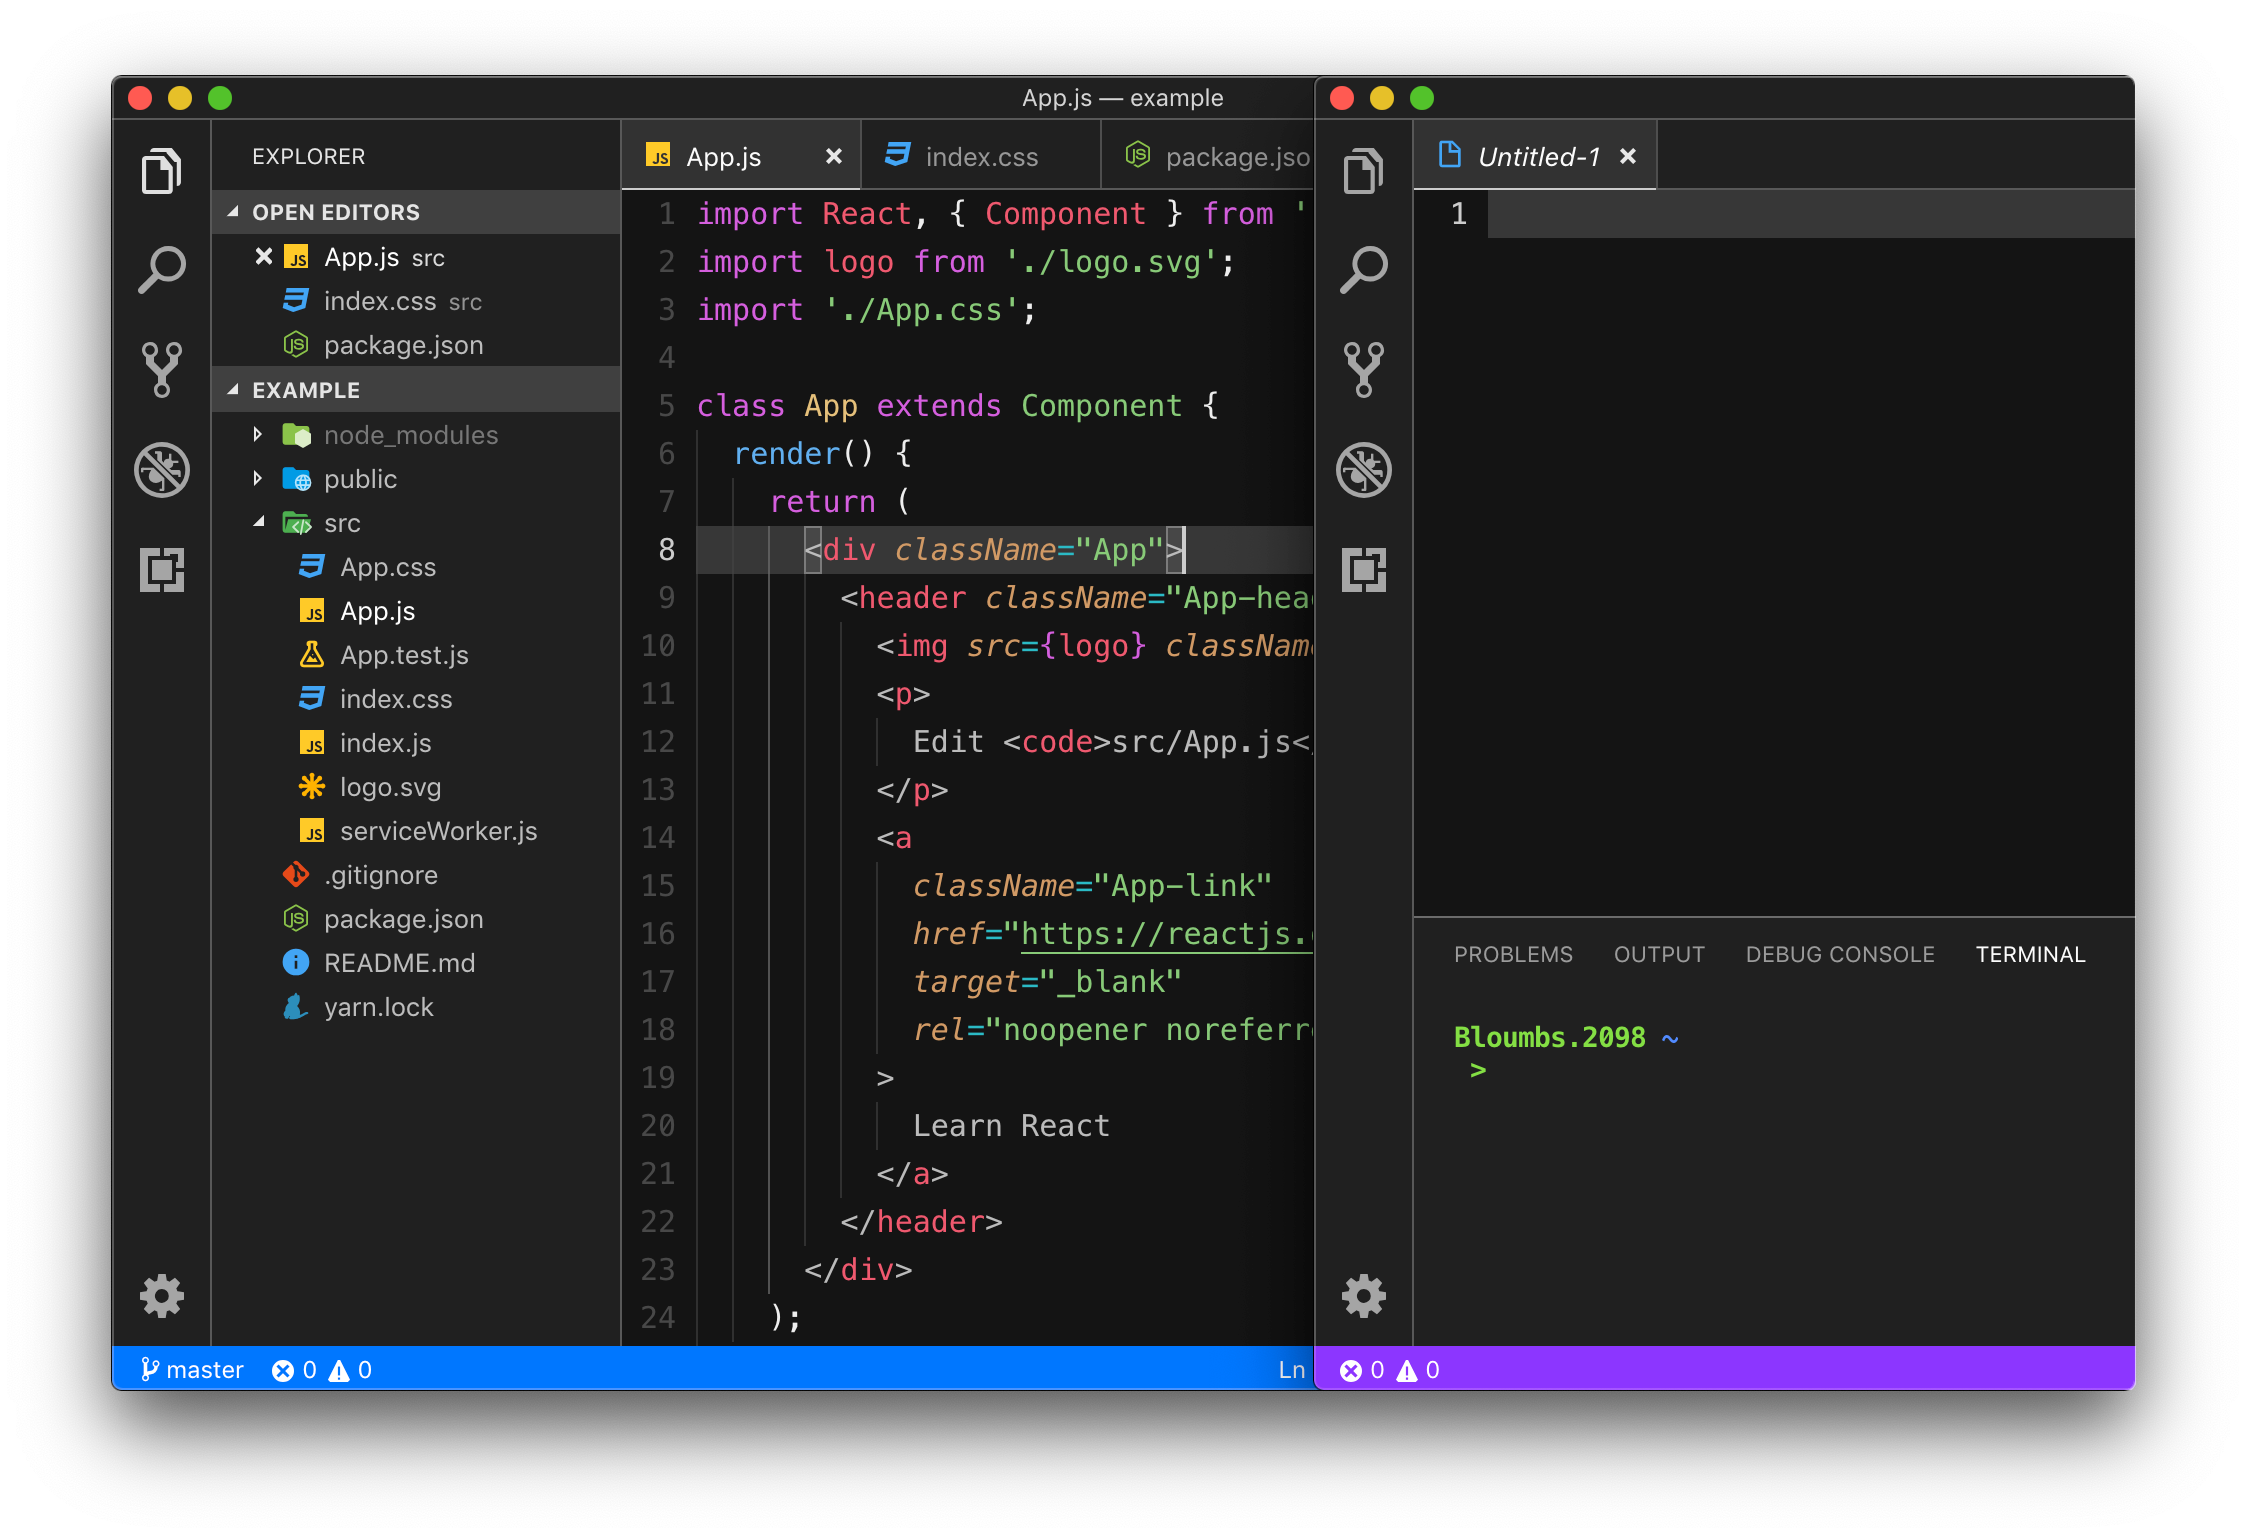 App.js — example
EXPLORER
OPEN EDITORS
App.js src
index.css src
package.json
EXAMPLE
node_modules
public
src
App.css
App.js
App.test.js
index.css
index.js
logo.svg
serviceWorker.js
.gitignore
package.json
README.md
yarn.lock
App.js index.css package.jso
1 import React, { Component } from '
2 import logo from './logo.svg';
3 import './App.css';
4
5 class App extends Component {
6 render() {
7 return (
8 <div className="App">
9 <header className="App-hea
10 <img src={logo} classNam
11 <p>
12 Edit <code>src/App.js<
13 </p>
14 <a
15 className="App-link"
16 href="https://reactjs.
17 target="_blank"
18 rel="noopener noreferr
19 >
20 Learn React
21 </a>
22 </header>
23 </div>
24 );
master 0 0 Ln
Untitled-1
1
PROBLEMS OUTPUT DEBUG CONSOLE TERMINAL
Bloumbs.2098 ~
>
0 0